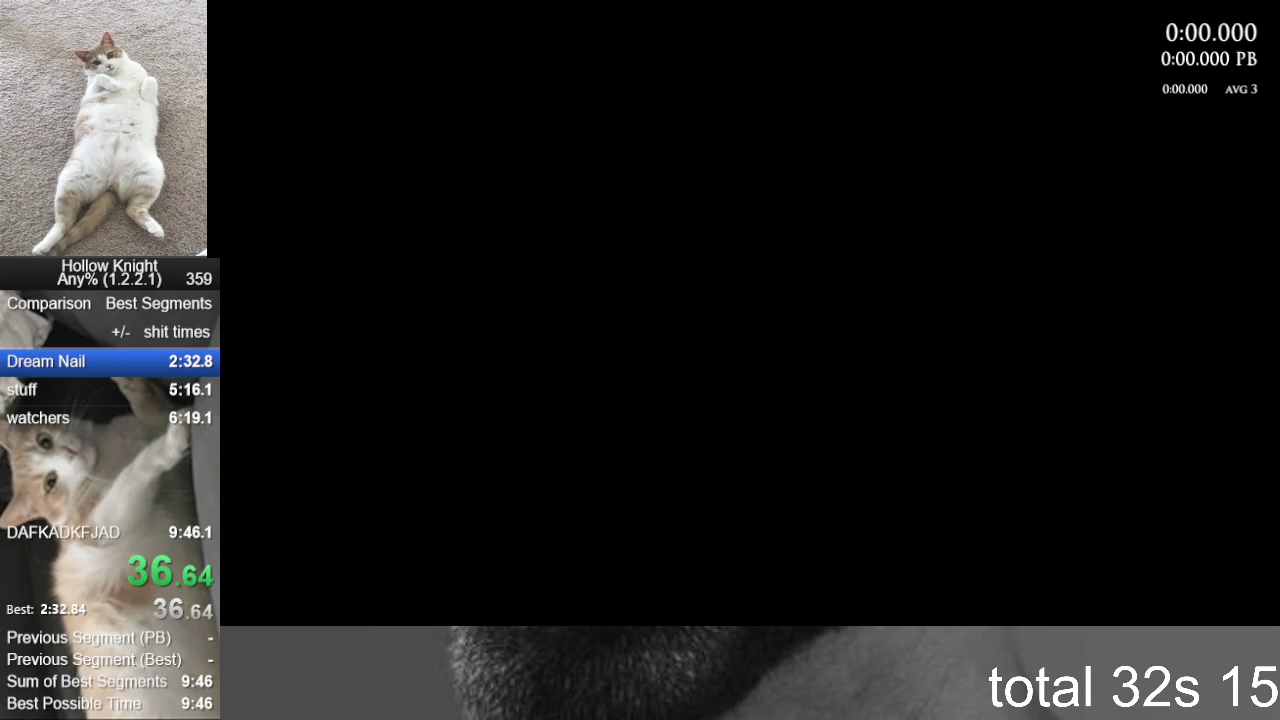 0:00.000
0:00.000 PB
0:00.000 AVG 3
Hollow Knight
Any% (1.2.2.1) 359
Comparison Best Segments
+/- shit times
Dream Nail 2:32.8
stuff 5:16.1
watchers 6:19.1
DAFKADKFJAD 9:46.1
36.64
Best: 2:32.84 36.64
Previous Segment (PB) -
Previous Segment (Best) -
Sum of Best Segments 9:46
Best Possible Time 9:46
total 32s 15